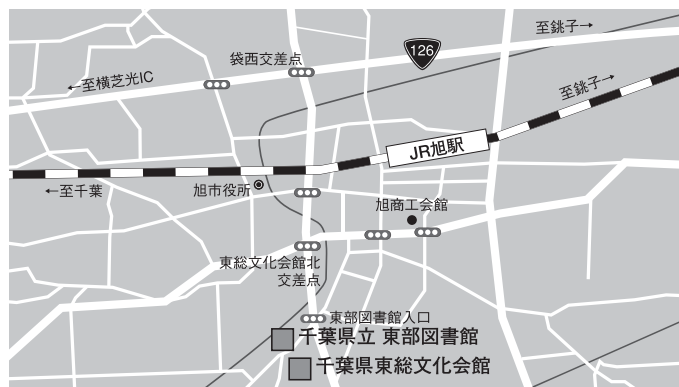 至銚子→
袋西交差点
126
←至横芝光IC
至銚子→
JR旭駅
←至千葉
旭市役所
旭商工会館
東総文化会館北
交差点
東部図書館入口
千葉県立 東部図書館
千葉県東総文化会館